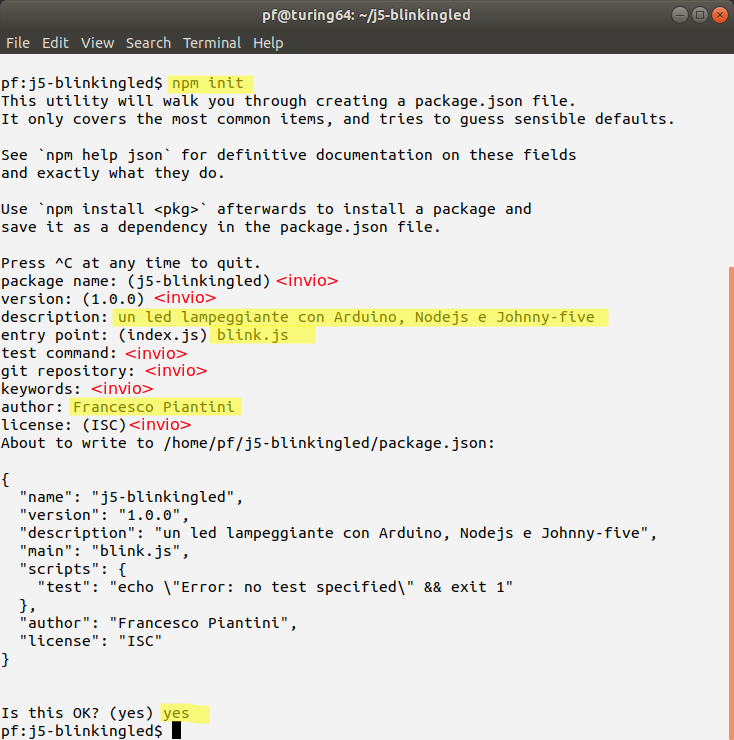 pf@turing64: ~/j5-blinkingled
File Edit View Search Terminal Help
pf:j5-blinkingled$ npm init
This utility will walk you through creating a package.json file.
It only covers the most common items, and tries to guess sensible defaults.
See `npm help json` for definitive documentation on these fields
and exactly what they do.
Use `npm install <pkg>` afterwards to install a package and
save it as a dependency in the package.json file.
Press ^C at any time to quit.
package name: (j5-blinkingled) <invio>
version: (1.0.0) <invio>
description: un led lampeggiante con Arduino, Nodejs e Johnny-five
entry point: (index.js) blink.js
test command: <invio>
git repository: <invio>
keywords: <invio>
author: Francesco Piantini
license: (ISC) <invio>
About to write to /home/pf/j5-blinkingled/package.json:
{
  "name": "j5-blinkingled",
  "version": "1.0.0",
  "description": "un led lampeggiante con Arduino, Nodejs e Johnny-five",
  "main": "blink.js",
  "scripts": {
    "test": "echo \"Error: no test specified\" && exit 1"
  },
  "author": "Francesco Piantini",
  "license": "ISC"
}
Is this OK? (yes) yes
pf:j5-blinkingled$